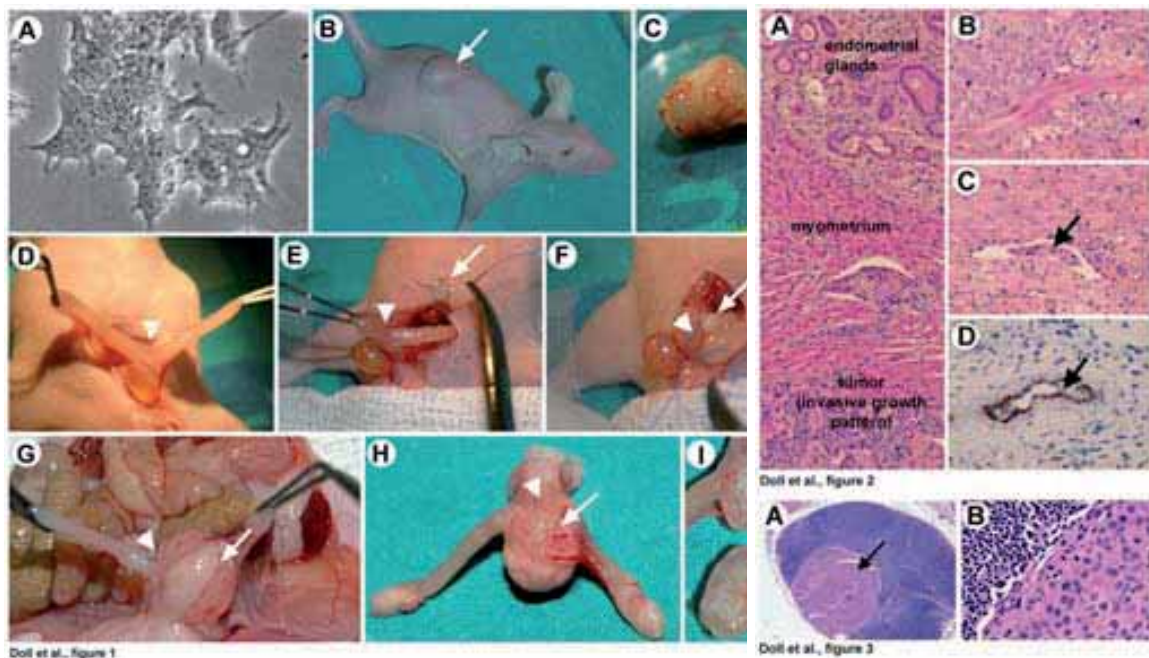 A
B
C
D
E
F
G
H
I
Doll et al., figure 1
A
endometrial
glands
myometrium
tumor
(invasive growth
pattern)
B
C
D
Doll et al., figure 2
A
B
Doll et al., figure 3